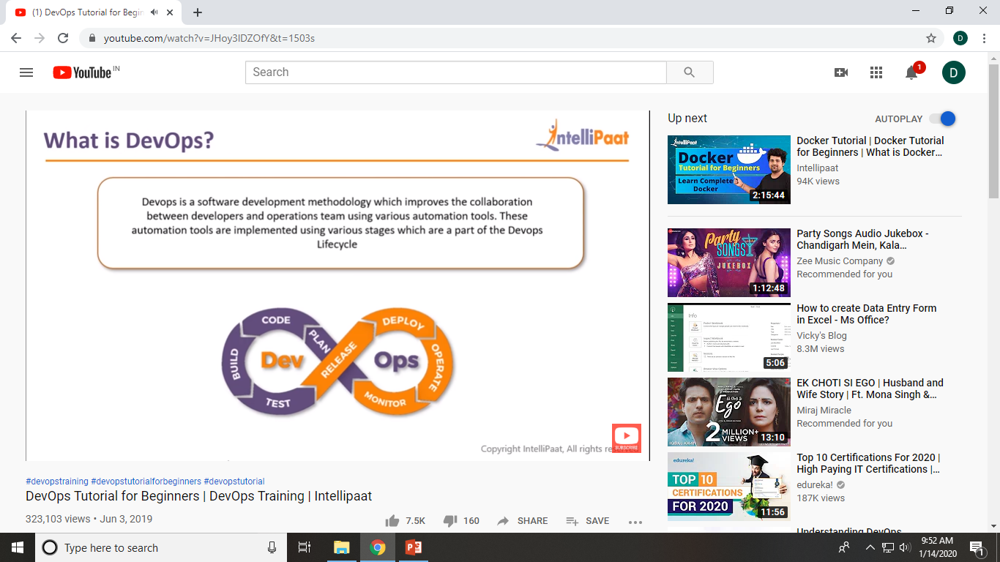 (1) DevOps Tutorial for Begin
youtube.com/watch?v=JHoy3lDZOfY&t=1503s
D
YouTube IN
Search
1
D
What is DevOps?
IntelliPaat
Devops is a software development methodology which improves the collaboration
between developers and operations team using various automation tools. These
automation tools are implemented using various stages which are a part of the Devops
Lifecycle
CODE
PLAN
BUILD
TEST
Dev
RELEASE
Ops
DEPLOY
OPERATE
MONITOR
SUBSCRIBE
Copyright IntelliPaat, All rights
#devopstraining #devopstutorialforbeginners #devopstutorial
DevOps Tutorial for Beginners | DevOps Training | Intellipaat
323,103 views • Jun 3, 2019
7.5K 160 SHARE SAVE
Up next AUTOPLAY
IntelliPaat
Docker
Tutorial for Beginners
Learn Complete
Docker
2:15:44
Docker Tutorial | Docker Tutorial
for Beginners | What is Docker...
Intellipaat
94K views
Party
SONGS
JUKEBOX
1:12:48
Party Songs Audio Jukebox -
Chandigarh Mein, Kala...
Zee Music Company
Recommended for you
Info
5:06
How to create Data Entry Form
in Excel - Ms Office?
Vicky's Blog
8.3M views
Ek Choti Si
Ego
2 MILLION+
VIEWS
IQBAL KHAN
13:10
EK CHOTI SI EGO | Husband and
Wife Story | Ft. Mona Singh &...
Miraj Miracle
Recommended for you
edureka!
TOP 10
CERTIFICATIONS
FOR 2020
11:56
Top 10 Certifications For 2020 |
High Paying IT Certifications |...
edureka!
187K views
Understanding DevOps
Type here to search
9:52 AM
1/14/2020
1